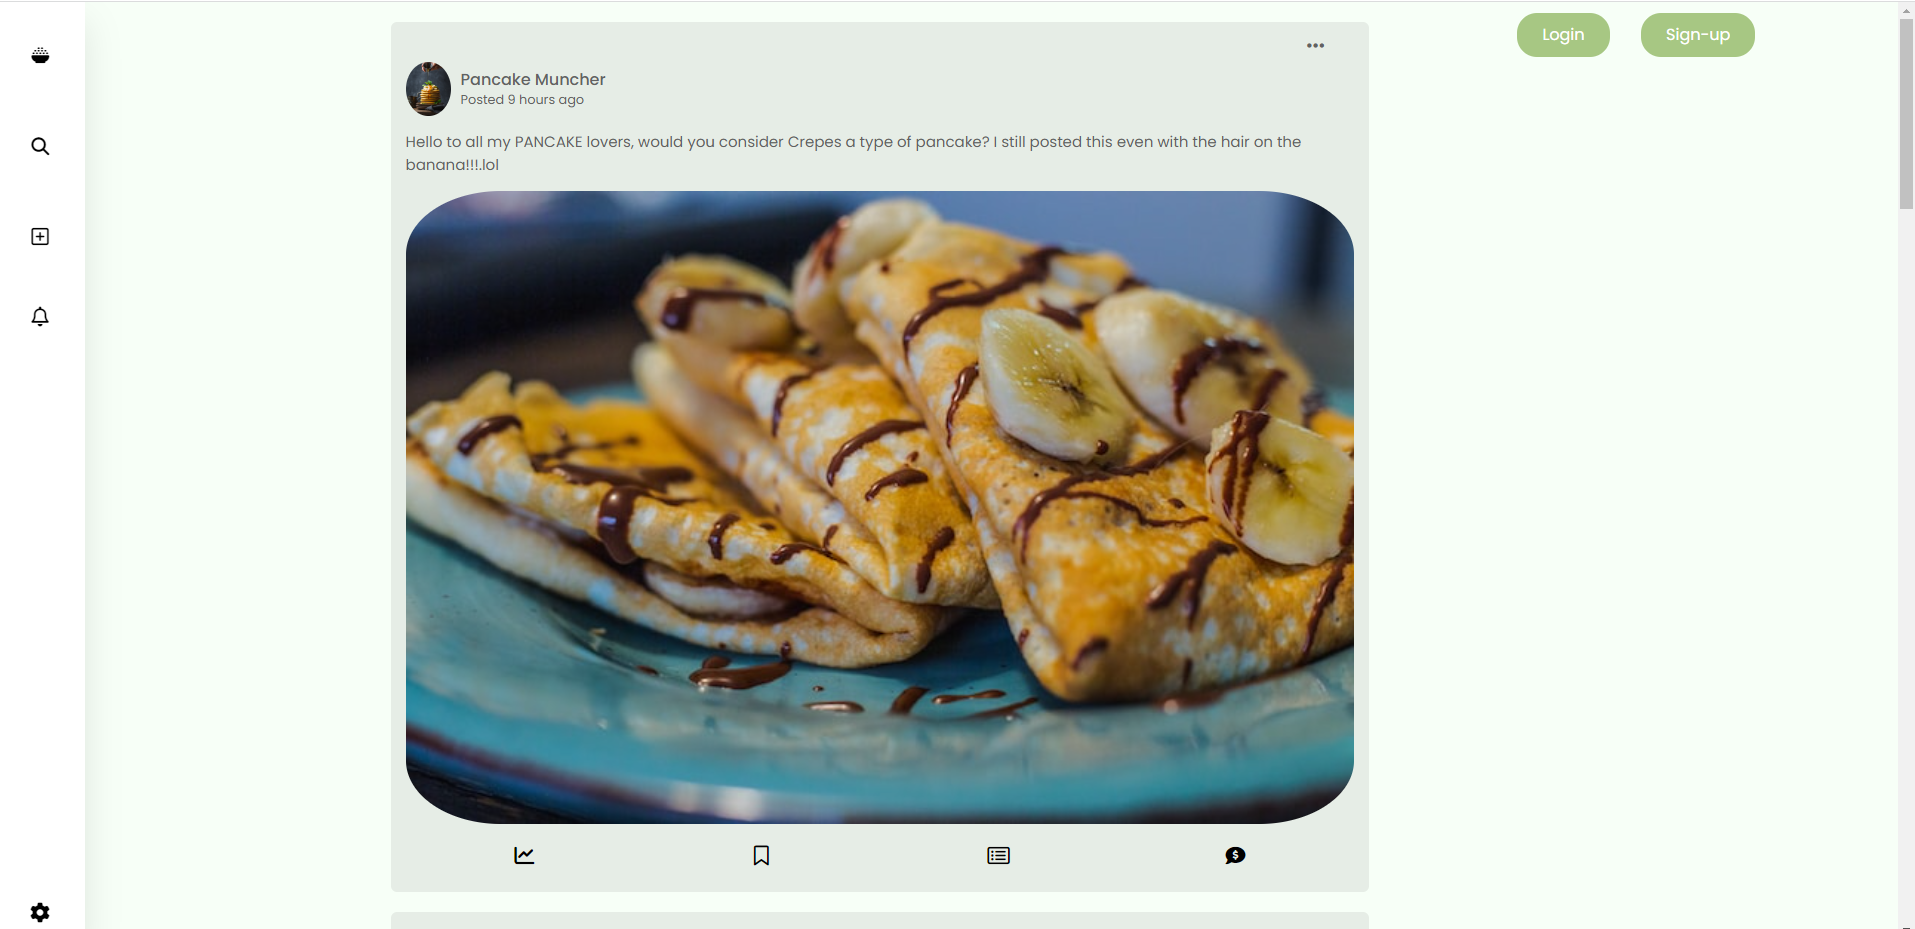 Login
Sign-up
Pancake Muncher
Posted 9 hours ago
Hello to all my PANCAKE lovers, would you consider Crepes a type of pancake? I still posted this even with the hair on the
banana!!!.lol